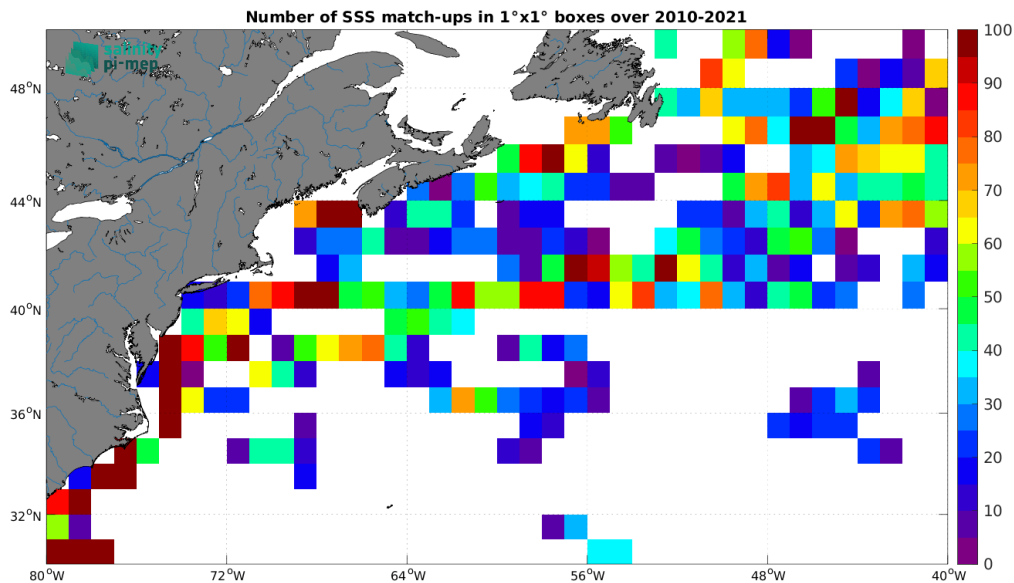 Number of SSS match-ups in 1°x1° boxes over 2010-2021
salinity
pi-mep
48°N
44°N
40°N
36°N
32°N
80°W 72°W 64°W 56°W 48°W 40°W
100
90
80
70
60
50
40
30
20
10
0